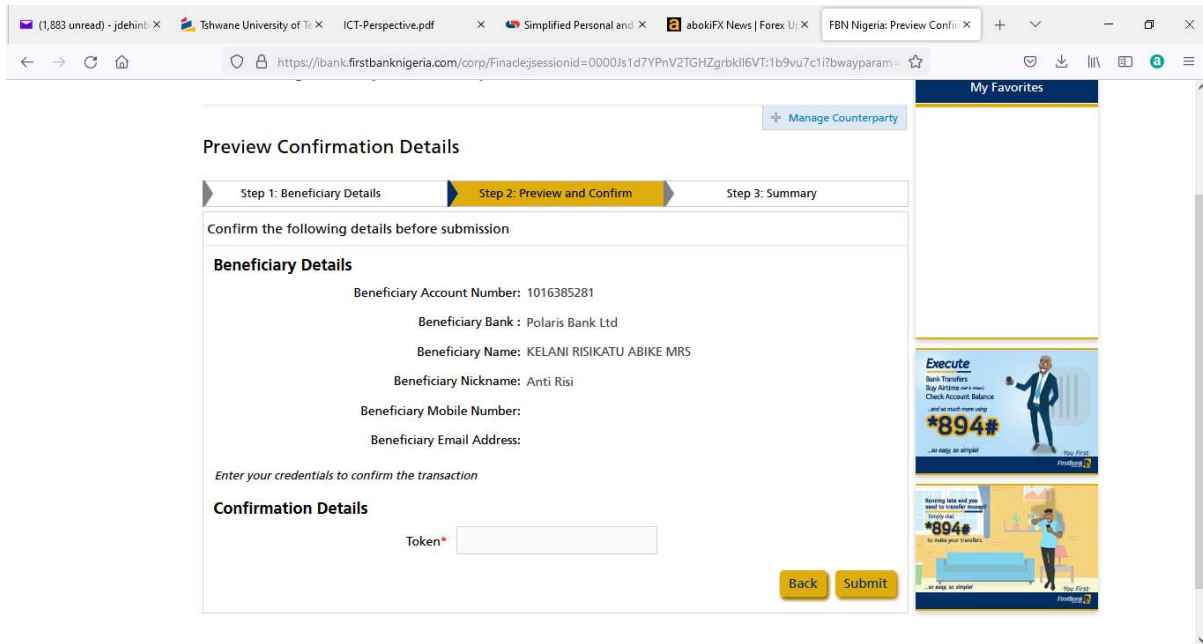 (1,883 unread) - jdehinb
Tshwane University of Te
ICT-Perspective.pdf
Simplified Personal and
abokiFX News | Forex Up
FBN Nigeria: Preview Confirm
https://ibank.firstbanknigeria.com/corp/Finacle;jsessionid=0000Js1d7YPnV2TGHZgrbkII6VT:1b9vu7c1i?bwayparam=
My Favorites
Manage Counterparty
Preview Confirmation Details
Step 1: Beneficiary Details
Step 2: Preview and Confirm
Step 3: Summary
Confirm the following details before submission
Beneficiary Details
Beneficiary Account Number: 1016385281
Beneficiary Bank : Polaris Bank Ltd
Beneficiary Name: KELANI RISIKATU ABIKE MRS
Beneficiary Nickname: Anti Risi
Beneficiary Mobile Number:
Beneficiary Email Address:
Enter your credentials to confirm the transaction
Confirmation Details
Token*
Back
Submit
Execute
Bank Transfers
Buy Airtime
Check Account Balance
...and so much more using
*894#
...so easy, so simple!
You First
FirstBank
Running late and you
need to transfer money?
Simply dial
*894#
to make your transfers.
...so easy, so simple!
You First
FirstBank